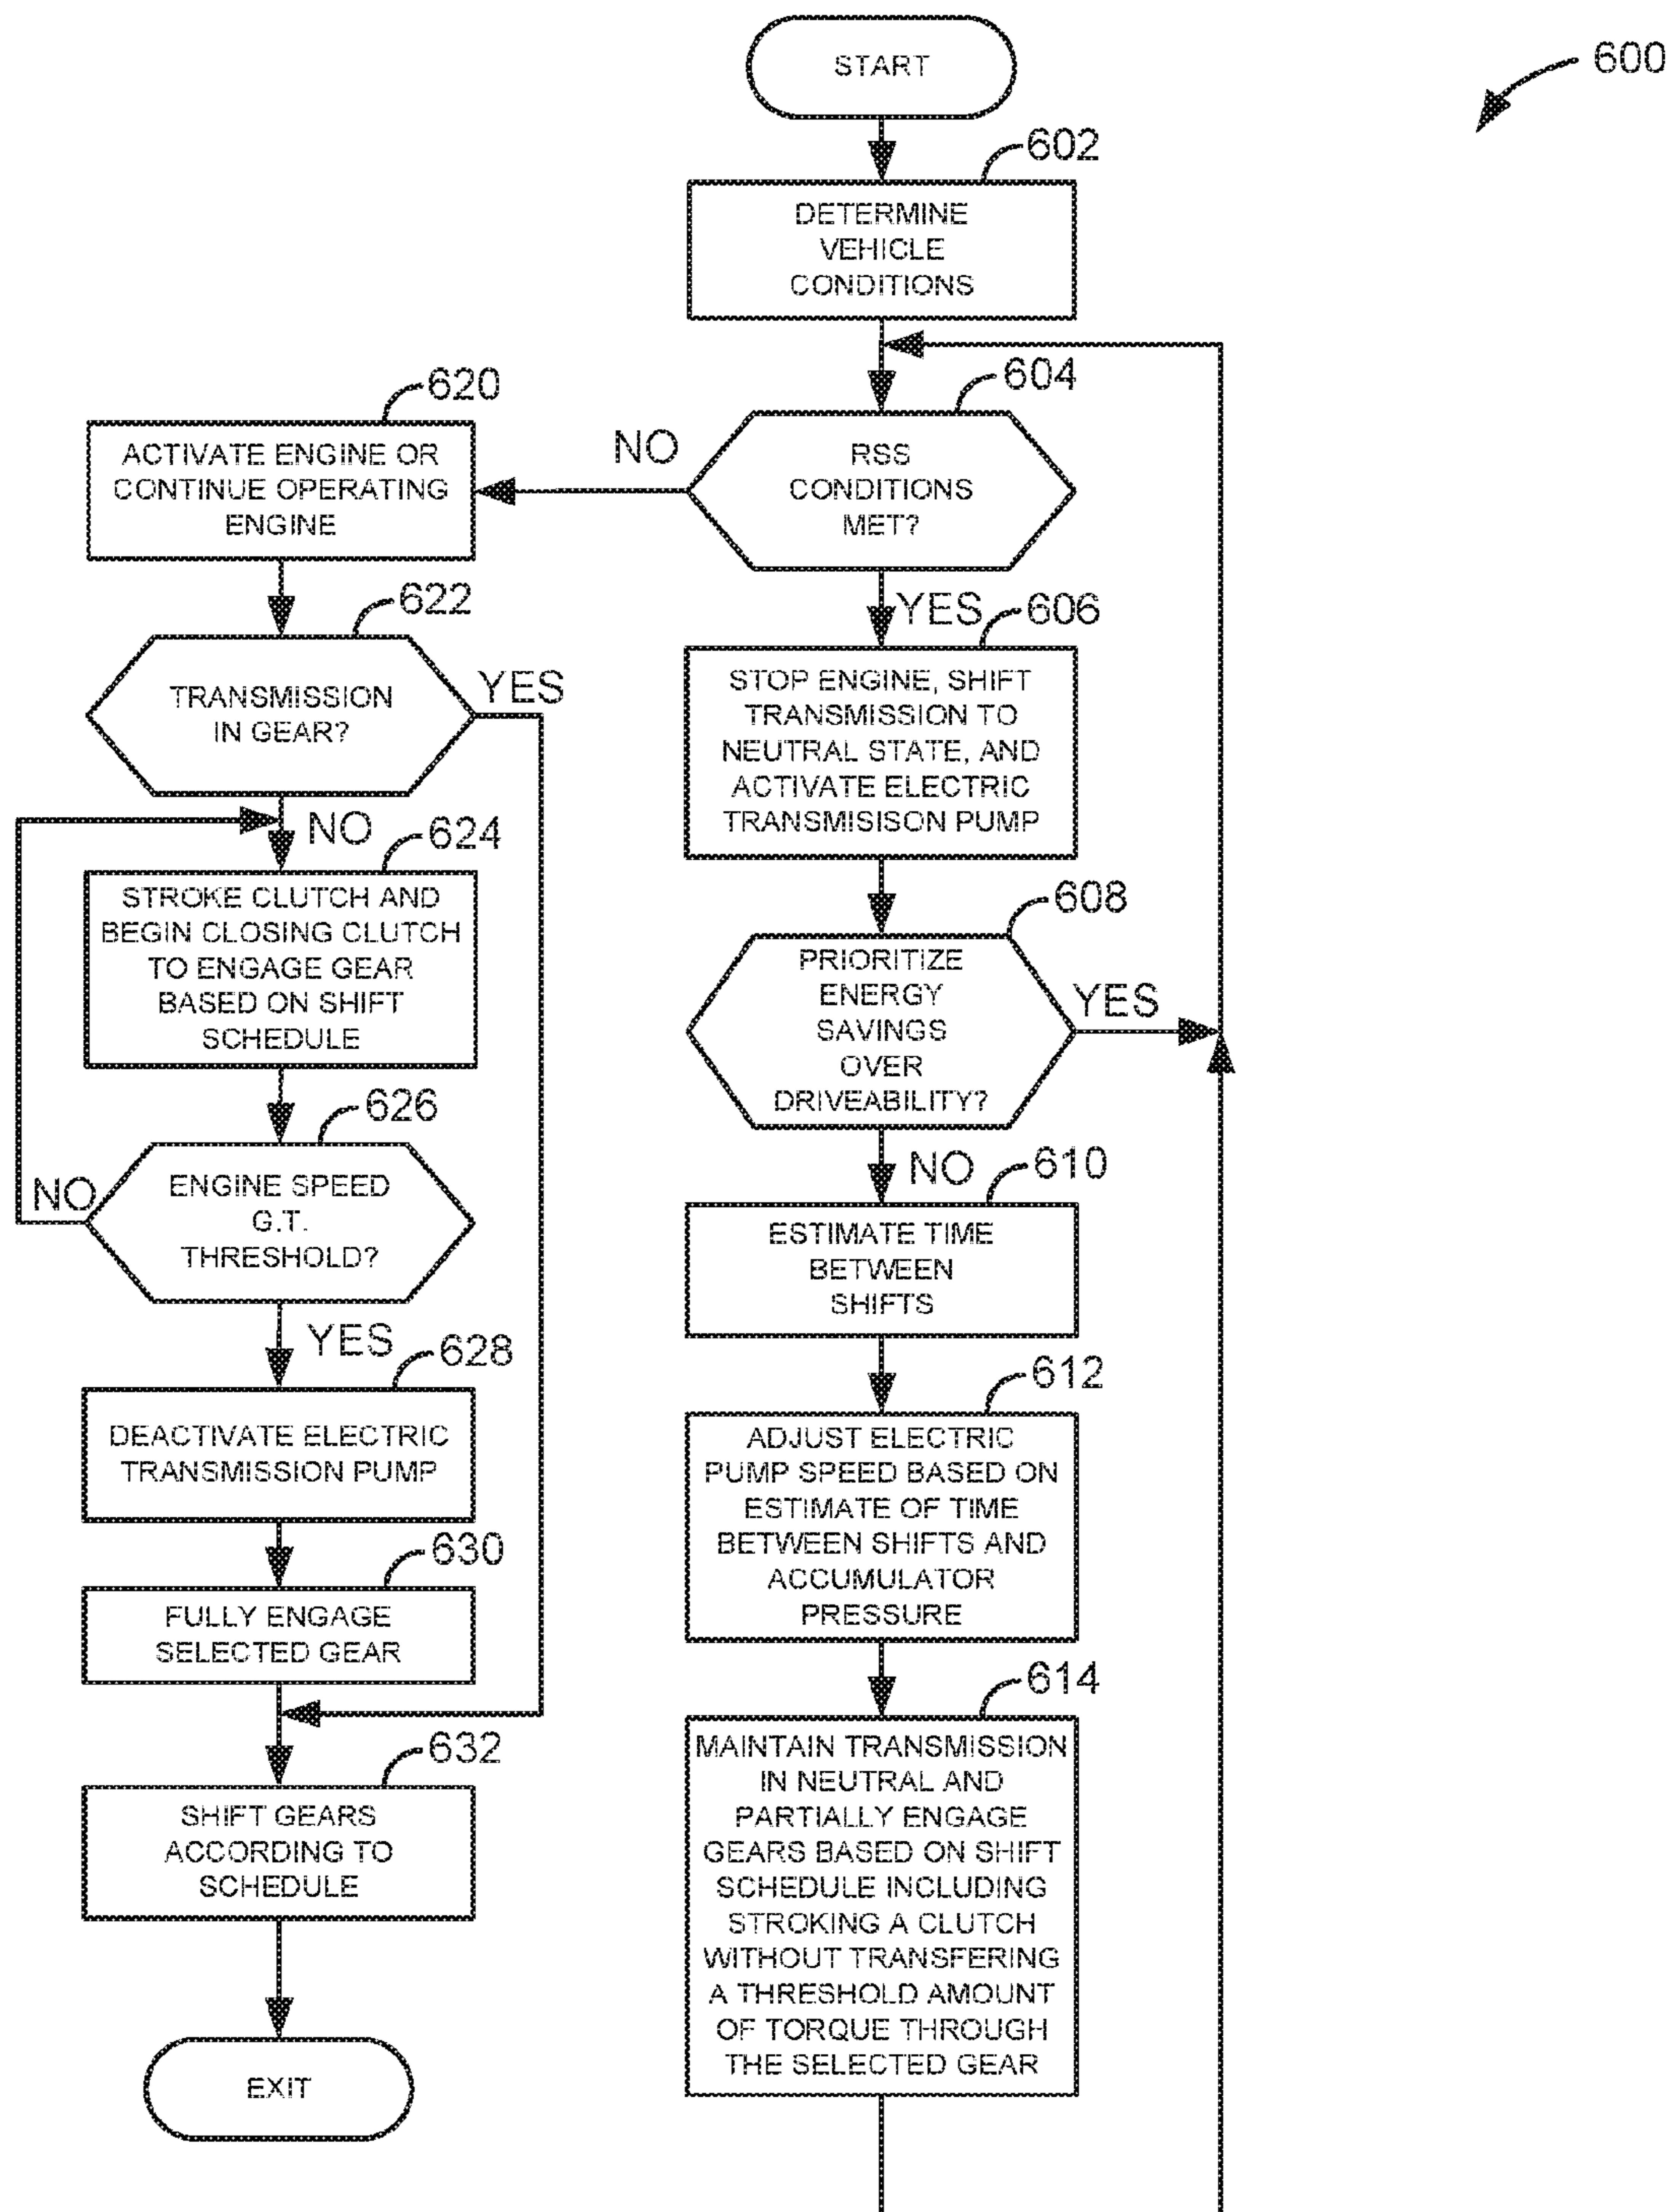 START
600
602
DETERMINE
VEHICLE
CONDITIONS
604
RSS
CONDITIONS
MET?
NO
YES
620
ACTIVATE ENGINE OR
CONTINUE OPERATING
ENGINE
622
TRANSMISSION
IN GEAR?
YES
NO
624
STROKE CLUTCH AND
BEGIN CLOSING CLUTCH
TO ENGAGE GEAR
BASED ON SHIFT
SCHEDULE
626
ENGINE SPEED
G.T.
THRESHOLD?
NO
YES
628
DEACTIVATE ELECTRIC
TRANSMISSION PUMP
630
FULLY ENGAGE
SELECTED GEAR
632
SHIFT GEARS
ACCORDING TO
SCHEDULE
EXIT
606
STOP ENGINE, SHIFT
TRANSMISSION TO
NEUTRAL STATE, AND
ACTIVATE ELECTRIC
TRANSMISISON PUMP
608
PRIORITIZE
ENERGY
SAVINGS
OVER
DRIVEABILITY?
YES
NO
610
ESTIMATE TIME
BETWEEN
SHIFTS
612
ADJUST ELECTRIC
PUMP SPEED BASED ON
ESTIMATE OF TIME
BETWEEN SHIFTS AND
ACCUMULATOR
PRESSURE
614
MAINTAIN TRANSMISSION
IN NEUTRAL AND
PARTIALLY ENGAGE
GEARS BASED ON SHIFT
SCHEDULE INCLUDING
STROKING A CLUTCH
WITHOUT TRANSFERING
A THRESHOLD AMOUNT
OF TORQUE THROUGH
THE SELECTED GEAR